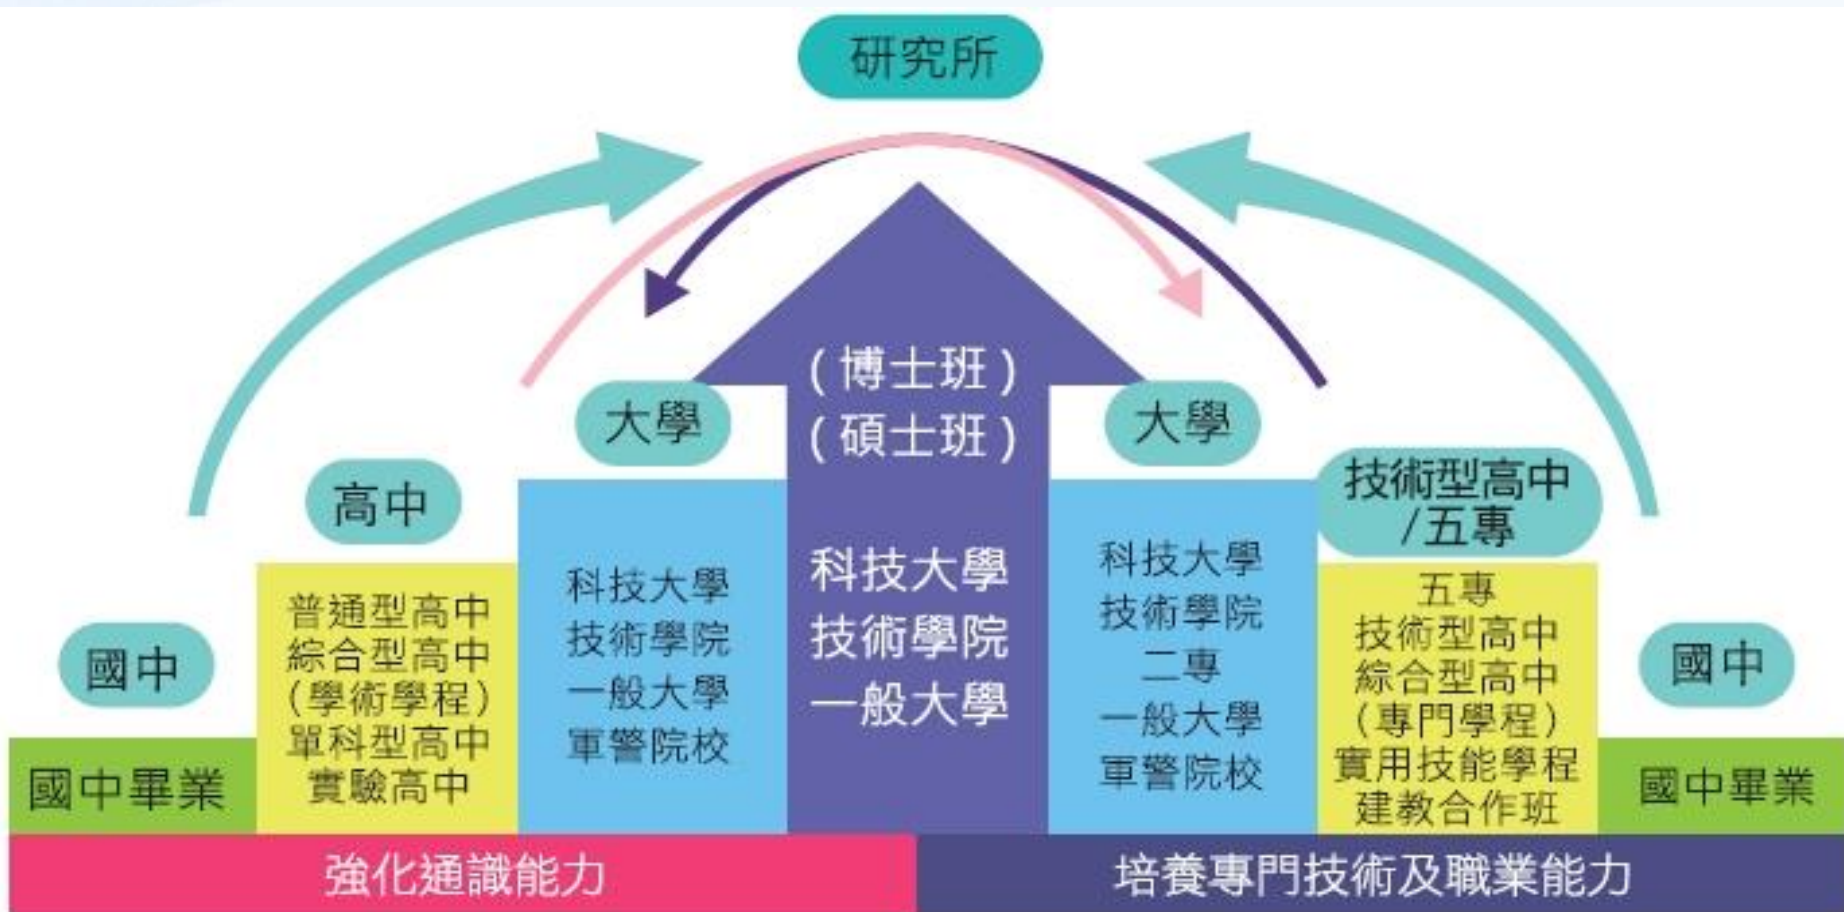 研究所
(博士班)
(碩士班)
科技大學
技術學院
一般大學
國中
國中畢業
高中
普通型高中
綜合型高中
(學術學程)
單科型高中
實驗高中
大學
科技大學
技術學院
一般大學
軍警院校
大學
科技大學
技術學院
二專
一般大學
軍警院校
技術型高中
/五專
五專
技術型高中
綜合型高中
(專門學程)
實用技能學程
建教合作班
國中
國中畢業
強化通識能力
培養專門技術及職業能力